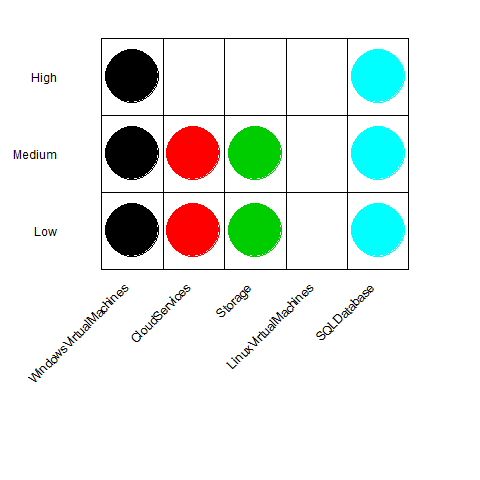 High
Medium
Low
WindowsVirtualMachines
CloudServices
Storage
LinuxVirtualMachines
SQLDatabase